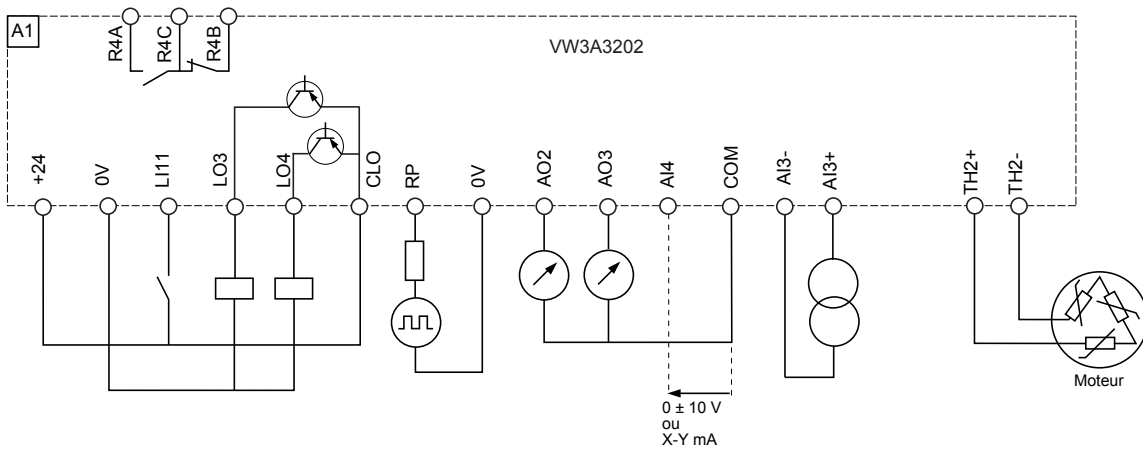 A1
R4A
R4C
R4B
VW3A3202
+24
0V
LI11
LO3
LO4
CLO
RP
0V
AO2
AO3
AI4
COM
AI3-
AI3+
TH2+
TH2-
Moteur
0 ± 10 V
ou
X-Y mA